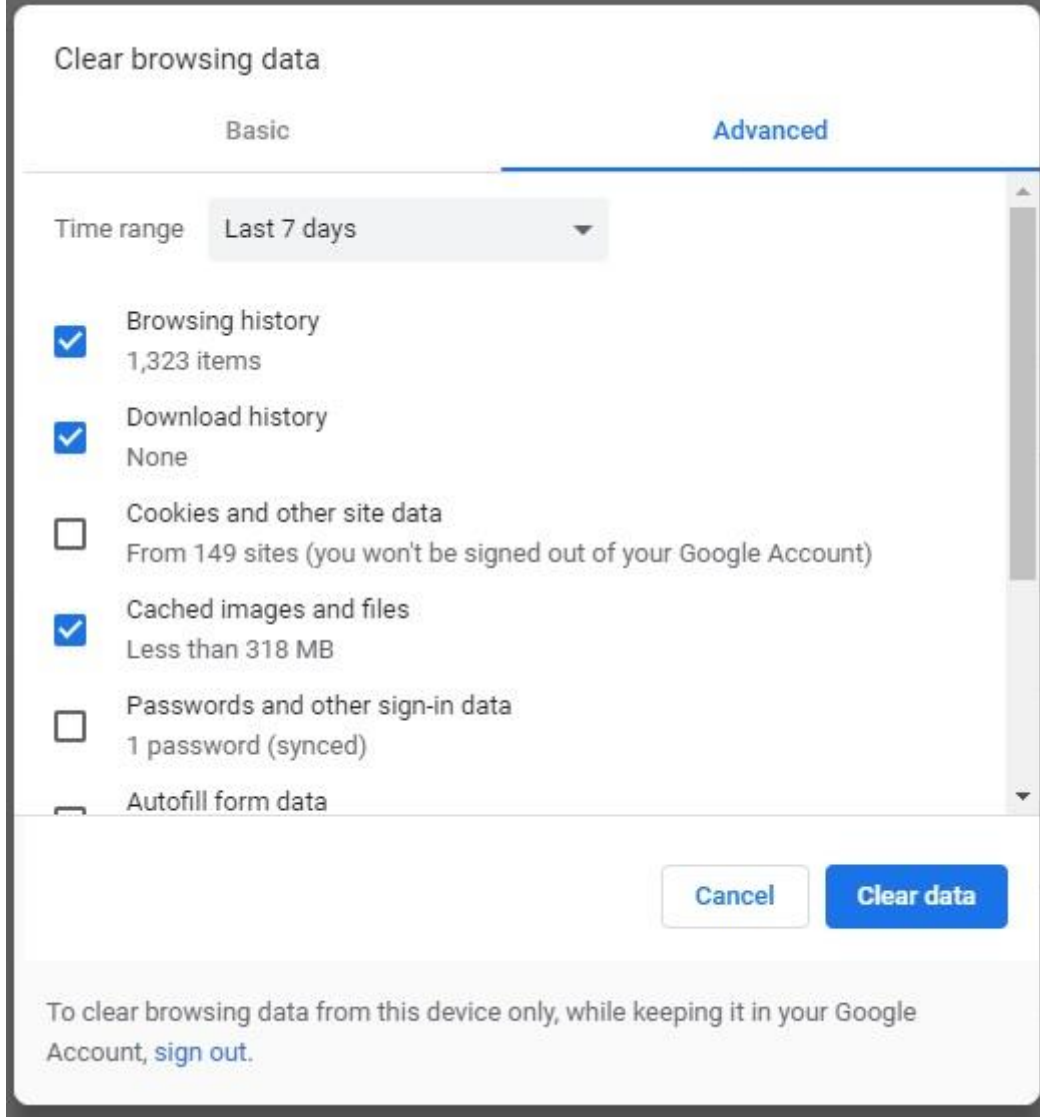 Clear browsing data
Basic
Advanced
Time range
Last 7 days
Browsing history
1,323 items
Download history
None
Cookies and other site data
From 149 sites (you won't be signed out of your Google Account)
Cached images and files
Less than 318 MB
Passwords and other sign-in data
1 password (synced)
Autofill form data
Cancel
Clear data
To clear browsing data from this device only, while keeping it in your Google
Account, sign out.